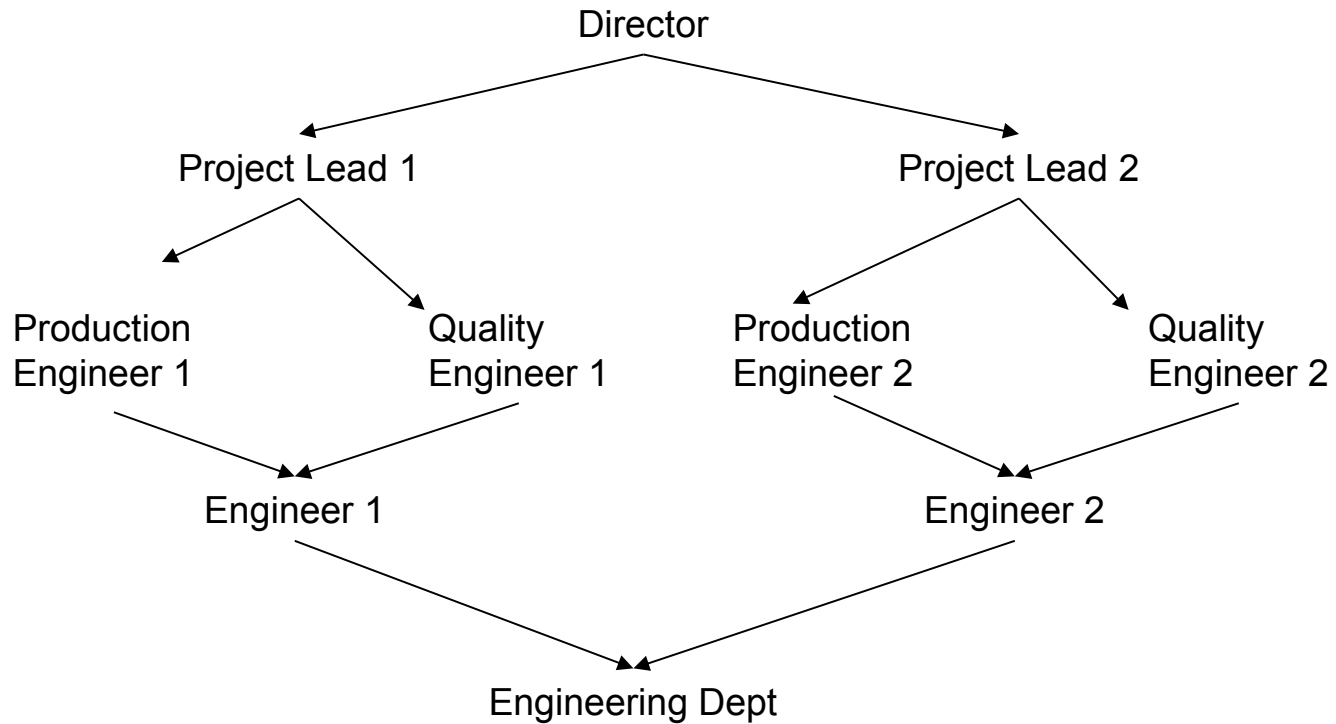 Director
Project Lead 1
Project Lead 2
Production
Engineer 1
Quality
Engineer 1
Production
Engineer 2
Quality
Engineer 2
Engineer 1
Engineer 2
Engineering Dept